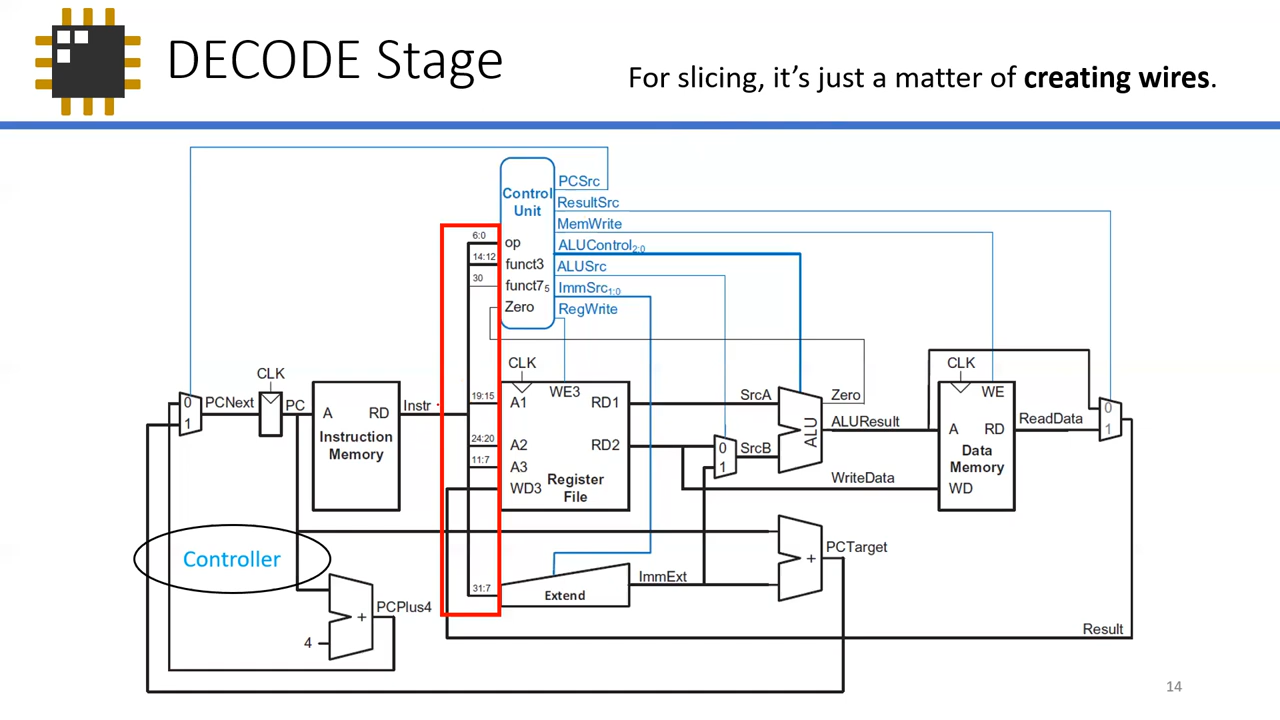 DECODE Stage
For slicing, it's just a matter of creating wires.
Control
Unit
PCSrc
ResultSrc
MemWrite
ALUControl2:0
ALUSrc
ImmSrc1:0
RegWrite
6:0
op
14:12
funct3
30
funct75
Zero
CLK
PCNext
0
1
CLK
PC
A
RD
Instruction
Memory
Instr
19:15
A1
WE3
RD1
24:20
A2
RD2
11:7
A3
WD3
Register
File
0
1
SrcA
SrcB
ALU
Zero
ALUResult
WriteData
CLK
WE
A
RD
Data
Memory
WD
ReadData
0
1
Controller
31:7
Extend
ImmExt
+
PCTarget
+
PCPlus4
4
Result
14